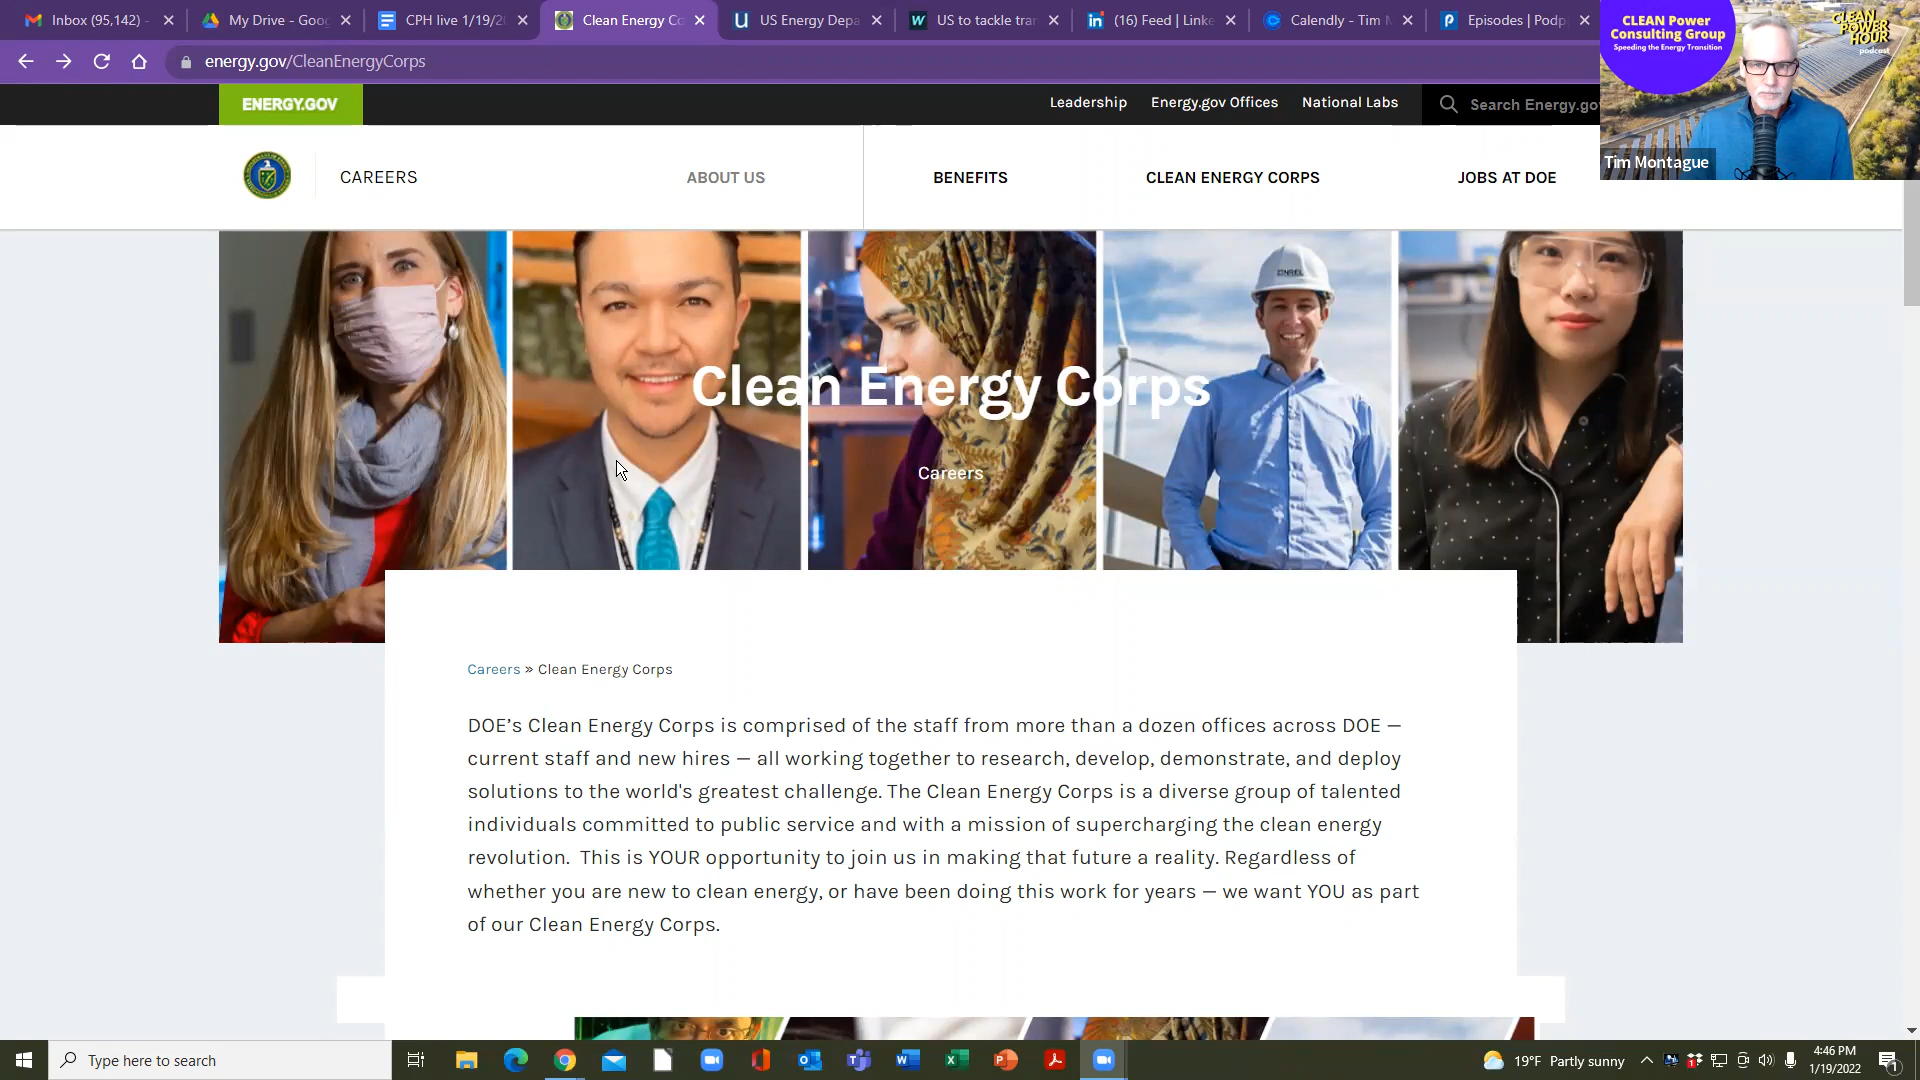 Inbox (95,142) -
My Drive - Goo
CPH live 1/19/2
Clean Energy Co
US Energy Depa
US to tackle tra
(16) Feed | Linke
Calendly - Tim
Episodes | Podp
energy.gov/CleanEnergyCorps
CLEAN Power
Consulting Group
Speeding the Energy Transition
CLEAN
POWER
HOUR
podcast
Tim Montague
ENERGY.GOV
Leadership
Energy.gov Offices
National Labs
Search Energy.go
CAREERS
ABOUT US
BENEFITS
CLEAN ENERGY CORPS
JOBS AT DOE
NREL
Clean Energy Corps
Careers
Careers » Clean Energy Corps
DOE’s Clean Energy Corps is comprised of the staff from more than a dozen offices across DOE —
current staff and new hires — all working together to research, develop, demonstrate, and deploy
solutions to the world's greatest challenge. The Clean Energy Corps is a diverse group of talented
individuals committed to public service and with a mission of supercharging the clean energy
revolution.  This is YOUR opportunity to join us in making that future a reality. Regardless of
whether you are new to clean energy, or have been doing this work for years — we want YOU as part
of our Clean Energy Corps.
Type here to search
19°F Partly sunny
4:46 PM
1/19/2022
1